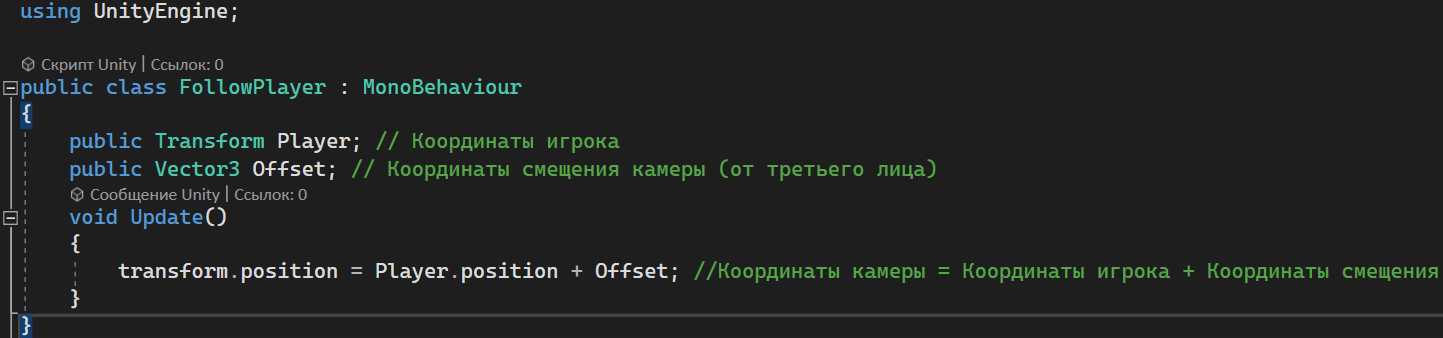 using UnityEngine;
Скрипт Unity | Ссылок: 0
public class FollowPlayer : MonoBehaviour
{
public Transform Player; // Координаты игрока
public Vector3 Offset; // Координаты смещения камеры (от третьего лица)
Сообщение Unity | Ссылок: 0
void Update()
{
transform.position = Player.position + Offset; //Координаты камеры = Координаты игрока + Координаты смещения
}
}